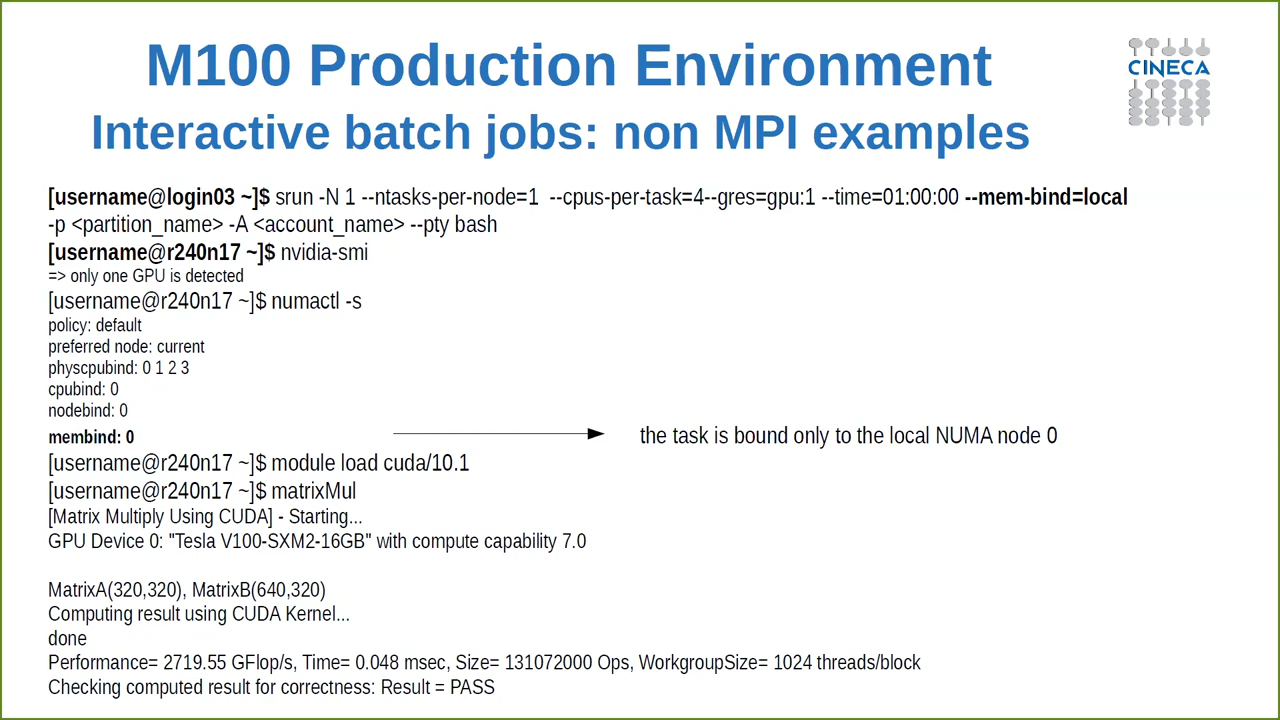 M100 Production Environment
CINECA
Interactive batch jobs: non MPI examples
[username@login03 ~]$ srun -N 1 --ntasks-per-node=1 --cpus-per-task=4--gres=gpu:1 --time=01:00:00 --mem-bind=local
-p <partition_name> -A <account_name> --pty bash
[username@r240n17 ~]$ nvidia-smi
=> only one GPU is detected
[username@r240n17 ~]$ numactl -s
policy: default
preferred node: current
physcpubind: 0 1 2 3
cpubind: 0
nodebind: 0
membind: 0
the task is bound only to the local NUMA node 0
[username@r240n17 ~]$ module load cuda/10.1
[username@r240n17 ~]$ matrixMul
[Matrix Multiply Using CUDA] - Starting...
GPU Device 0: "Tesla V100-SXM2-16GB" with compute capability 7.0
MatrixA(320,320), MatrixB(640,320)
Computing result using CUDA Kernel...
done
Performance= 2719.55 GFlop/s, Time= 0.048 msec, Size= 131072000 Ops, WorkgroupSize= 1024 threads/block
Checking computed result for correctness: Result = PASS